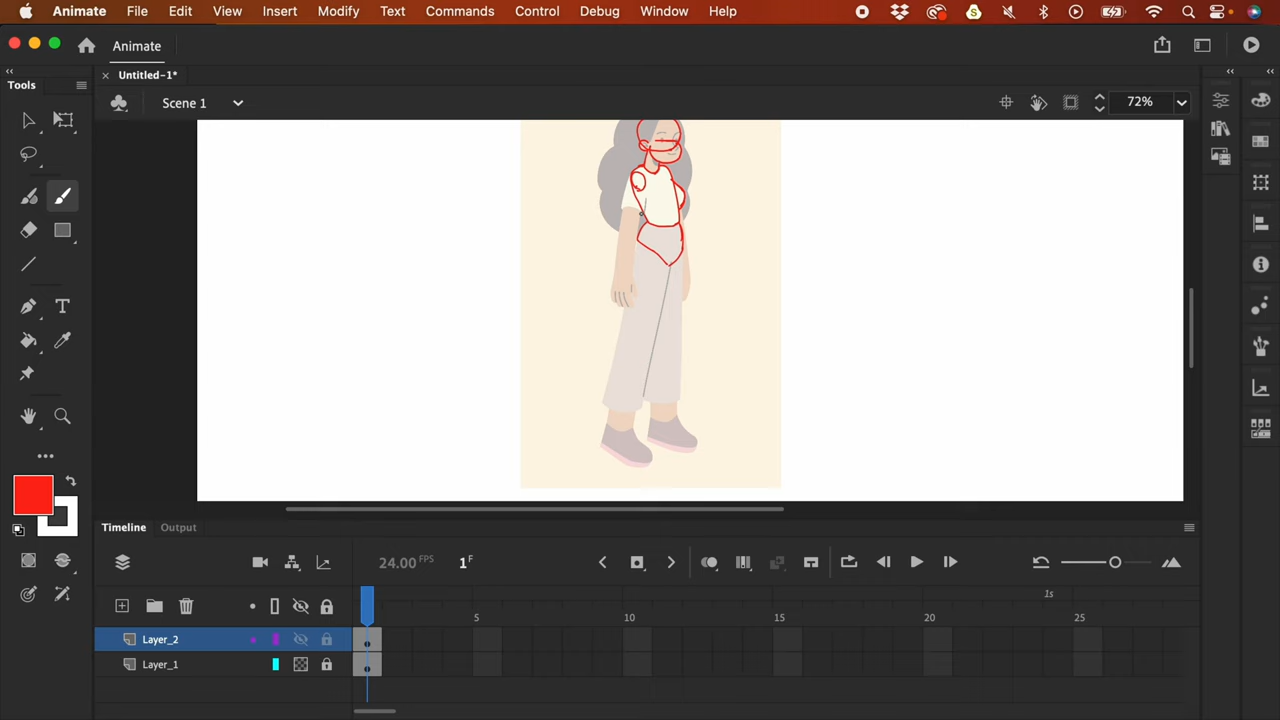 Animate File Edit View Insert Modify Text Commands Control Debug Window Help
Animate
Tools
Untitled-1*
Scene 1
72%
Timeline Output
24.00 FPS 1 F
1s
5 10 15 20 25
Layer_2
Layer_1